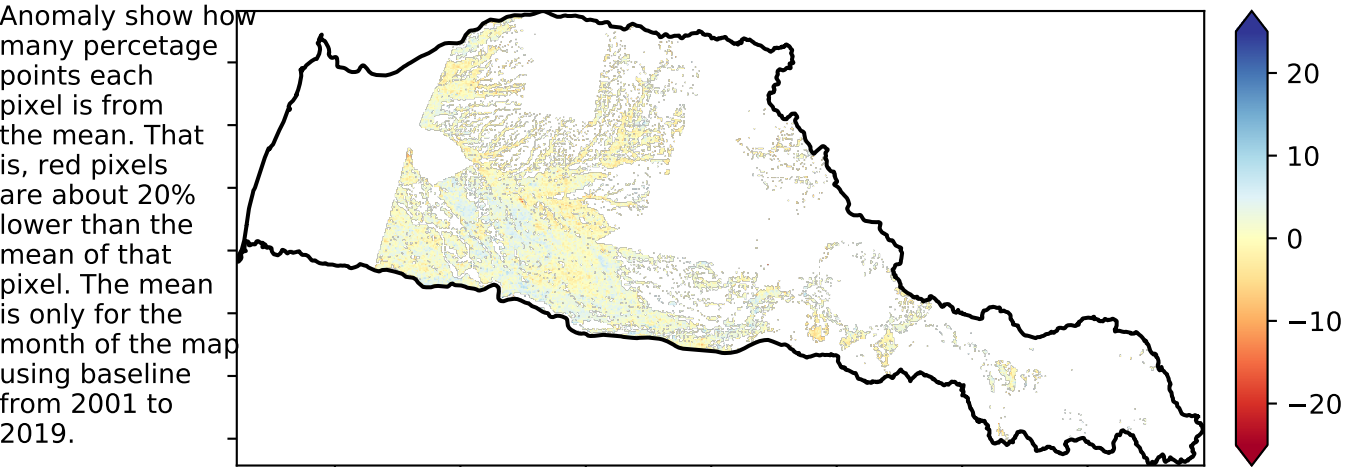 Anomaly show how
many percetage
points each
pixel is from
the mean. That
is, red pixels
are about 20%
lower than the
mean of that
pixel. The mean
is only for the
month of the map
using baseline
from 2001 to
2019.
20
10
0
−10
−20